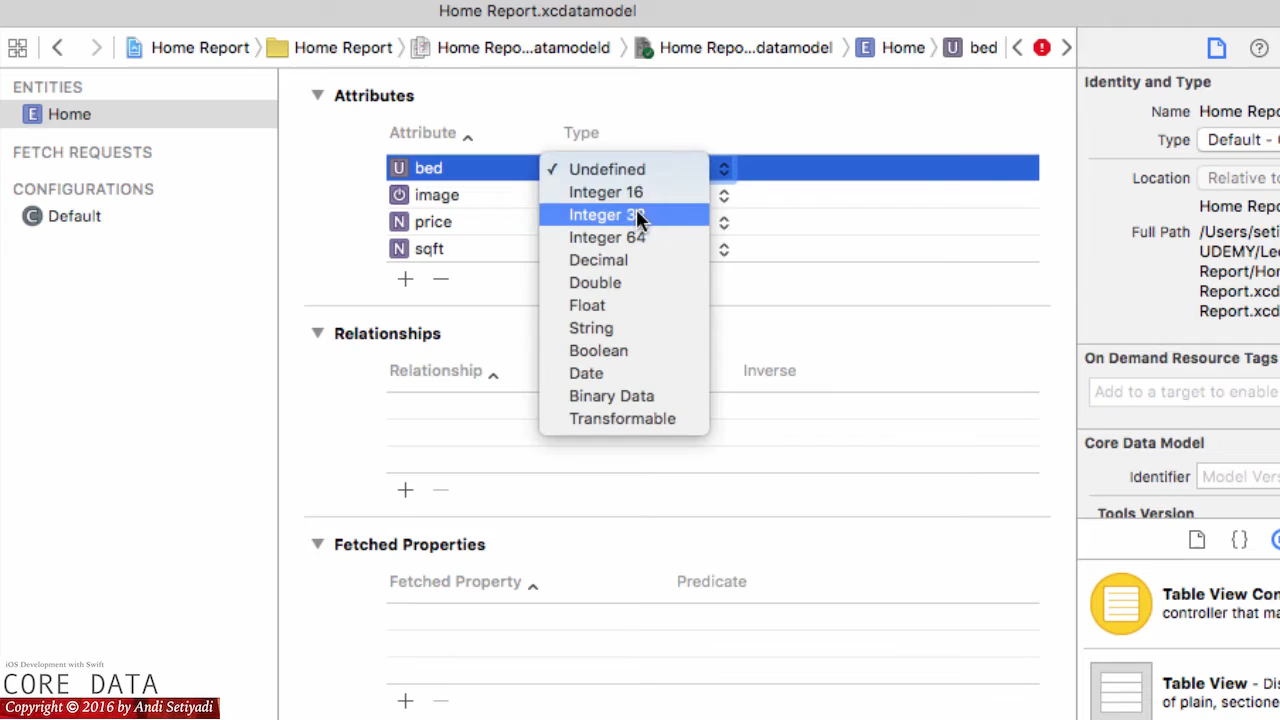 Home Report.xcdatamodel
Home Report
Home Report
Home Repo...atamodeld
Home Repo...datamodel
E
Home
U
bed
ENTITIES
E Home
FETCH REQUESTS
CONFIGURATIONS
C Default
Attributes
Attribute
Type
U bed
image
N price
N sqft
✓ Undefined
Integer 16
Integer
Integer 64
Decimal
Double
Float
String
Boolean
Date
Binary Data
Transformable
Relationships
Relationship
Inverse
Fetched Properties
Fetched Property
Predicate
Identity and Type
Name Home Repo
Type Default -
Location Relative to
Home Repo
Full Path /Users/seti
UDEMY/Le
Report/Ho
Report.xcd
Report.xcd
On Demand Resource Tags
Add to a target to enable
Core Data Model
Identifier Model Vers
Tools Version
{ }
Table View Con
controller that ma
Table View - Dis
of plain, sectione
iOS Development with Swift
CORE DATA
Copyright © 2016 by Andi Setiyadi